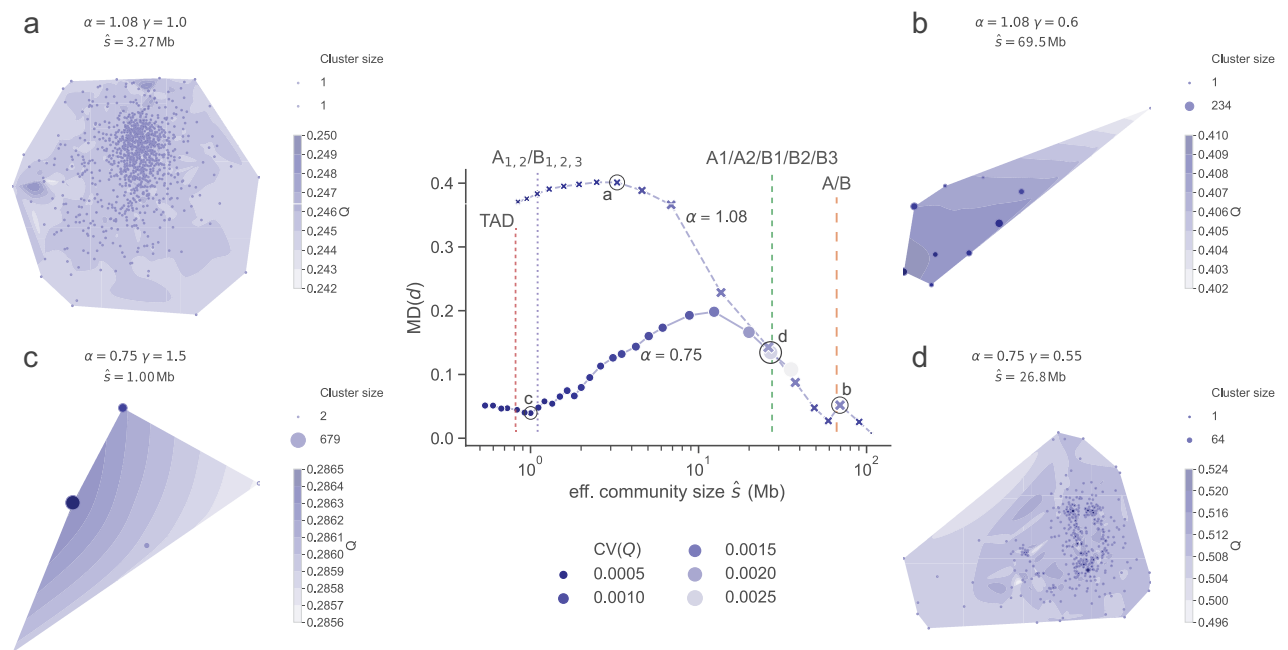 a
α = 1.08 γ = 1.0
ŝ = 3.27Mb
Cluster size
1
1
0.250
0.249
0.248
0.247
0.246
0.245
0.244
0.243
0.242
Q
b
α = 1.08 γ = 0.6
ŝ = 69.5Mb
Cluster size
1
234
0.410
0.409
0.408
0.407
0.406
0.405
0.404
0.403
0.402
Q
A₁,₂/B₁,₂,₃
A1/A2/B1/B2/B3
A/B
TAD
a
α = 1.08
α = 0.75
c
d
b
MD(d)
0.4
0.3
0.2
0.1
0.0
10⁰ 10¹ 10²
eff. community size ŝ (Mb)
CV(Q)
0.0005
0.0010
0.0015
0.0020
0.0025
c
α = 0.75 γ = 1.5
ŝ = 1.00Mb
Cluster size
2
679
0.2865
0.2864
0.2863
0.2862
0.2861
0.2860
0.2859
0.2858
0.2857
0.2856
Q
d
α = 0.75 γ = 0.55
ŝ = 26.8Mb
Cluster size
1
64
0.524
0.520
0.516
0.512
0.508
0.504
0.500
0.496
Q